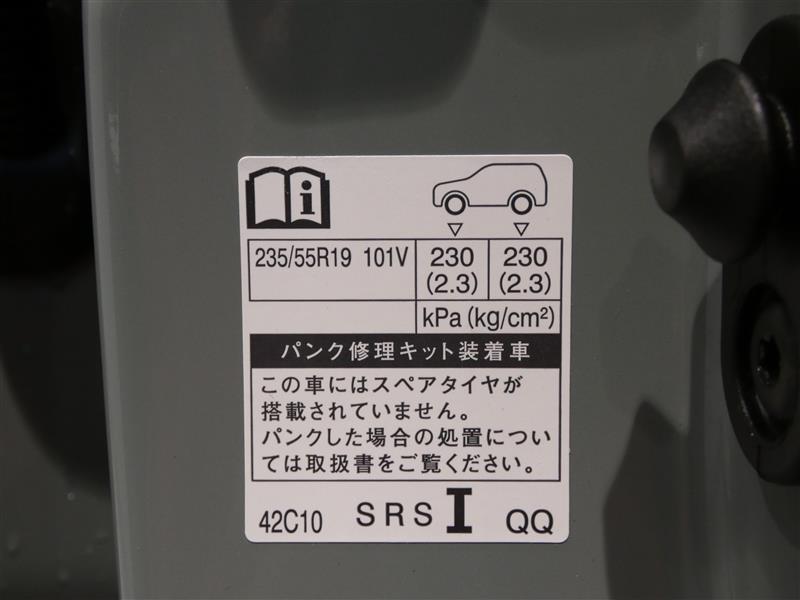 i
235/55R19 101V 230 230
(2.3) (2.3)
kPa(kg/cm²)
パンク修理キット装着車
この車にはスペアタイヤが
搭載されていません。
パンクした場合の処置につい
ては取扱書をご覧ください。
42C10 SRS I QQ